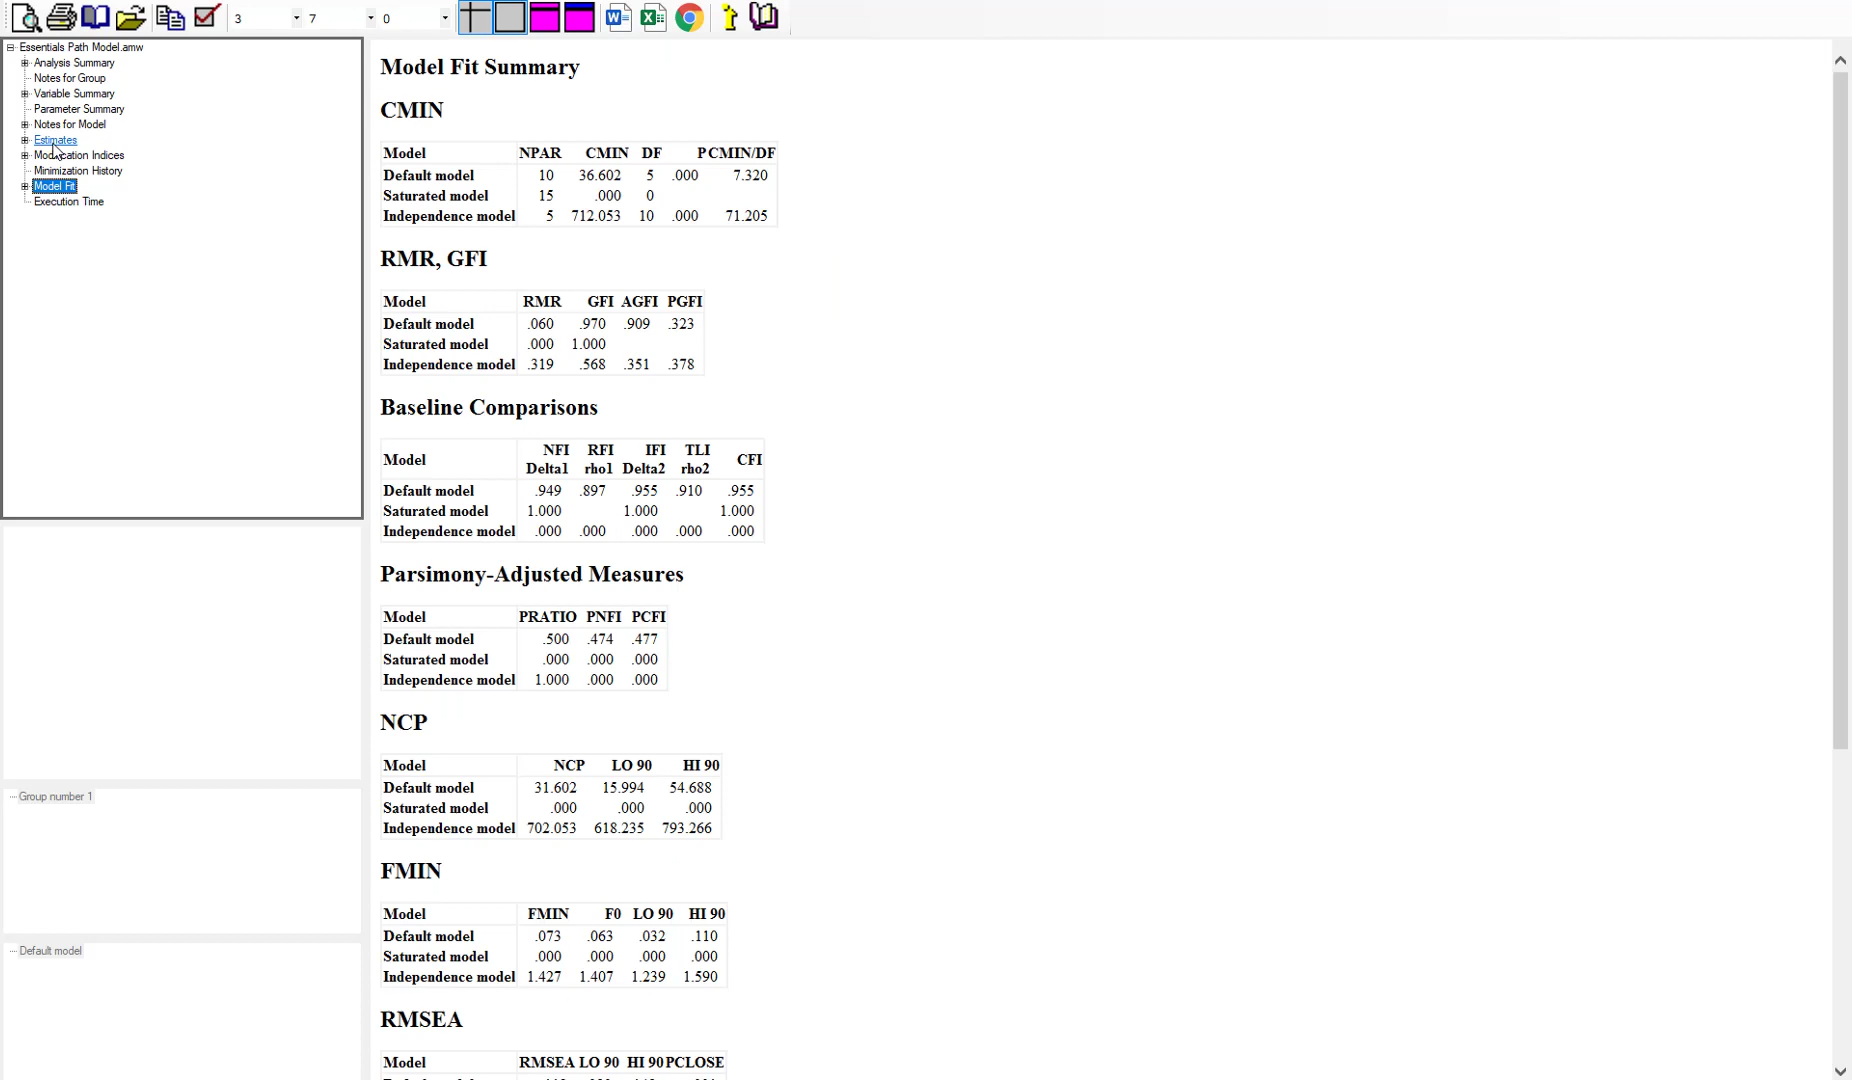 3 7 0
Essentials Path Model.amw
Analysis Summary
Notes for Group
Variable Summary
Parameter Summary
Notes for Model
Estimates
Modification Indices
Minimization History
Model Fit
Execution Time
Group number 1
Default model
Model Fit Summary
CMIN
Model NPAR CMIN DF P CMIN/DF
Default model 10 36.602 5 .000 7.320
Saturated model 15 .000 0
Independence model 5 712.053 10 .000 71.205
RMR, GFI
Model RMR GFI AGFI PGFI
Default model .060 .970 .909 .323
Saturated model .000 1.000
Independence model .319 .568 .351 .378
Baseline Comparisons
Model NFI Delta1 RFI rho1 IFI Delta2 TLI rho2 CFI
Default model .949 .897 .955 .910 .955
Saturated model 1.000 1.000 1.000
Independence model .000 .000 .000 .000 .000
Parsimony-Adjusted Measures
Model PRATIO PNFI PCFI
Default model .500 .474 .477
Saturated model .000 .000 .000
Independence model 1.000 .000 .000
NCP
Model NCP LO 90 HI 90
Default model 31.602 15.994 54.688
Saturated model .000 .000 .000
Independence model 702.053 618.235 793.266
FMIN
Model FMIN F0 LO 90 HI 90
Default model .073 .063 .032 .110
Saturated model .000 .000 .000 .000
Independence model 1.427 1.407 1.239 1.590
RMSEA
Model RMSEA LO 90 HI 90 PCLOSE